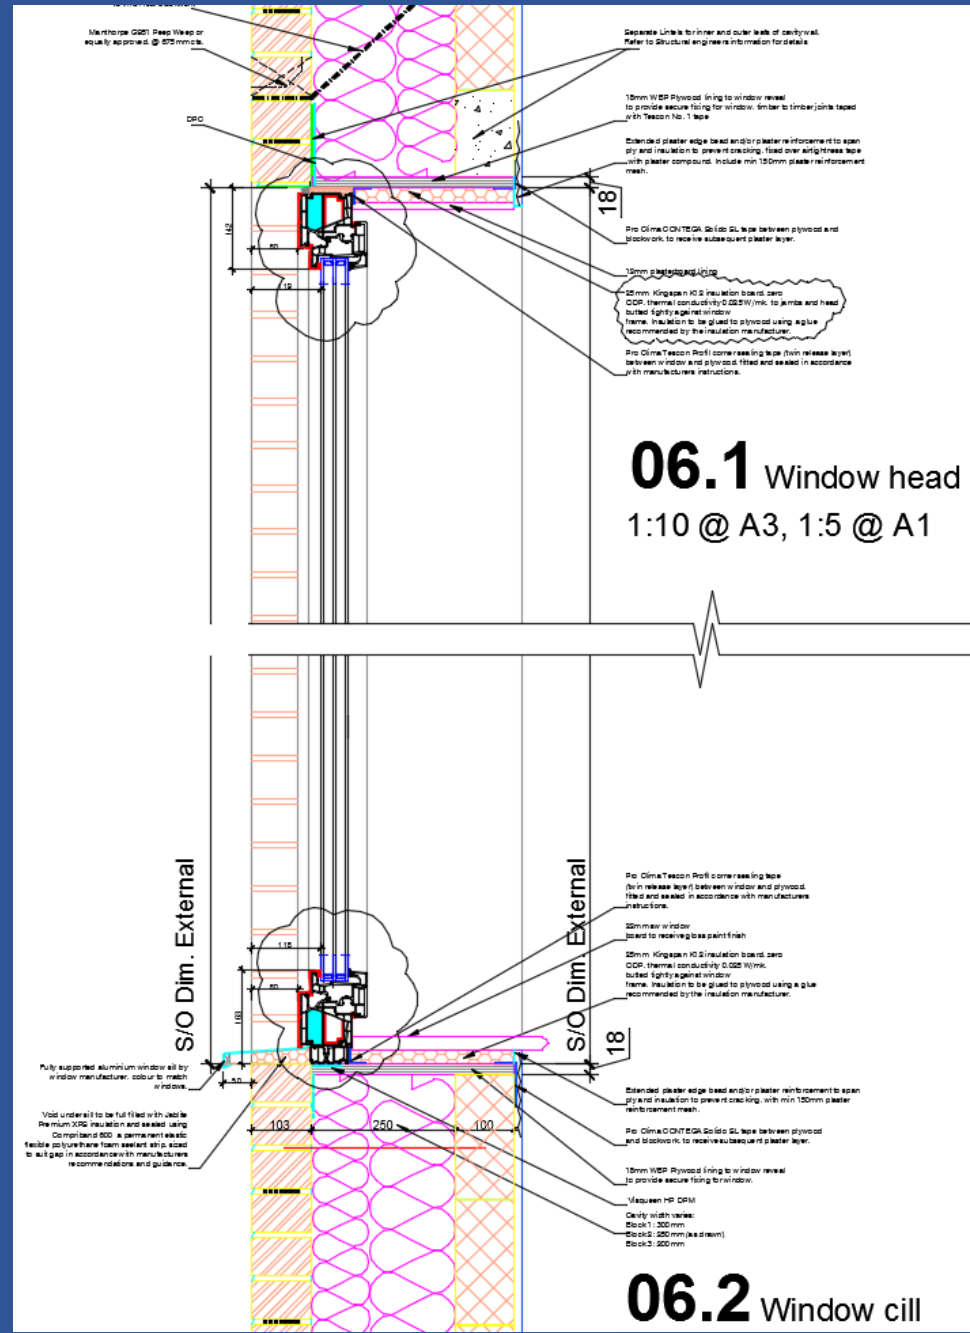 Manthorpe G951 Peep Weep or
equally approved. @ 675mm cts.
DPC
Separate Lintels for inner and outer leafs of cavity wall.
Refer to Structural engineers information for details
18mm WBP Plywood lining to window reveal
to provide secure fixing for window. timber to timber joints taped
with Tescon No. 1 tape
Extended plaster edge bead and/or plaster reinforcement to span
ply and insulation to prevent cracking. fixed over airtightness tape
with plaster compound. Include min 150mm plaster reinforcement
mesh.
18
Pro Clima CONTEGA Solido SL tape between plywood and
blockwork. to receive subsequent plaster layer.
142
50
19
plasterboard lining
25mm Kingspan K12 insulation board. zero
ODP. thermal conductivity W/mk. to jambs and head
butted tightly against window
frame. Insulation to be glued to plywood using a glue
recommended by the insulation manufacturer.
Pro Clima Tescon Profil corner sealing tape (twin release layer)
between window and plywood. fitted and sealed in accordance
with manufacturers instructions.
06.1 Window head
1:10 @ A3, 1:5 @ A1
S/O Dim. External
S/O Dim. External
Pro Clima Tescon Profil corner sealing tape
(twin release layer) between window and plywood.
fitted and sealed in accordance with manufacturers
instructions.
window
board to receive gloss paint finish
25mm Kingspan K12 insulation board. zero
ODP. thermal conductivity W/mk.
butted tightly against window
frame. Insulation to be glued to plywood using a glue
recommended by the insulation manufacturer.
118
50
163
18
50
Fully supported aluminium window sill by
window manufacturer. colour to match
windows.
Void under sill to be full filled with Jablite
Premium XPS insulation and sealed using
Compriband 600 a permanent elastic
flexible polyurethane foam sealant strip. sized
to suit gap in accordance with manufacturers
recommendations and guidance.
103
250
100
Extended plaster edge bead and/or plaster reinforcement to span
ply and insulation to prevent cracking. with min 150mm plaster
reinforcement mesh.
Pro Clima CONTEGA Solido SL tape between plywood
and blockwork. to receive subsequent plaster layer.
18mm WBP Plywood lining to window reveal
to provide secure fixing for window.
Visqueen HP DPM
Cavity width varies:
Block 1: 300mm
Block 2: 250mm (as drawn)
Block 3: 200mm
06.2 Window cill